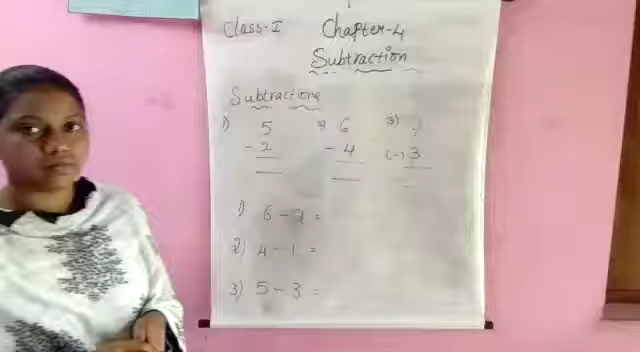 Class-I Chapter-4
Subtraction
Subtractions
1) 5 2) 6 3)
- 2 - 4 (-) 3
1) 6 - 2 =
2) 4 - 1 =
3) 5 - 3 =